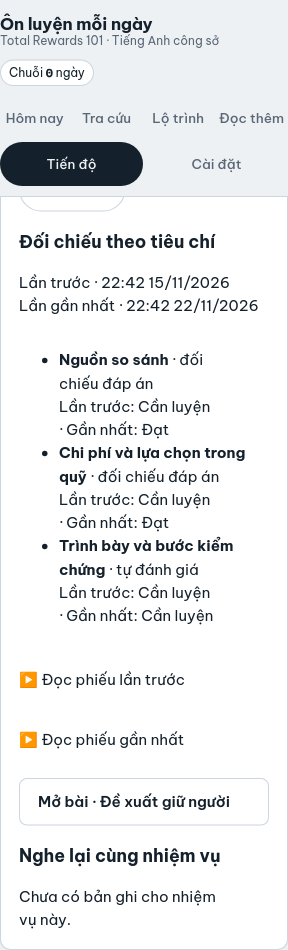 Ôn luyện mỗi ngày
Total Rewards 101 · Tiếng Anh công sở
Chuỗi 0 ngày
Hôm nay Tra cứu Lộ trình Đọc thêm
Tiến độ Cài đặt
Đối chiếu theo tiêu chí
Lần trước · 22:42 15/11/2026
Lần gần nhất · 22:42 22/11/2026
• Nguồn so sánh · đối
chiếu đáp án
Lần trước: Cần luyện
· Gần nhất: Đạt
• Chi phí và lựa chọn trong
quỹ · đối chiếu đáp án
Lần trước: Cần luyện
· Gần nhất: Đạt
• Trình bày và bước kiểm
chứng · tự đánh giá
Lần trước: Cần luyện
· Gần nhất: Cần luyện
▶️ Đọc phiếu lần trước
▶️ Đọc phiếu gần nhất
Mở bài · Đề xuất giữ người
Nghe lại cùng nhiệm vụ
Chưa có bản ghi cho nhiệm
vụ này.